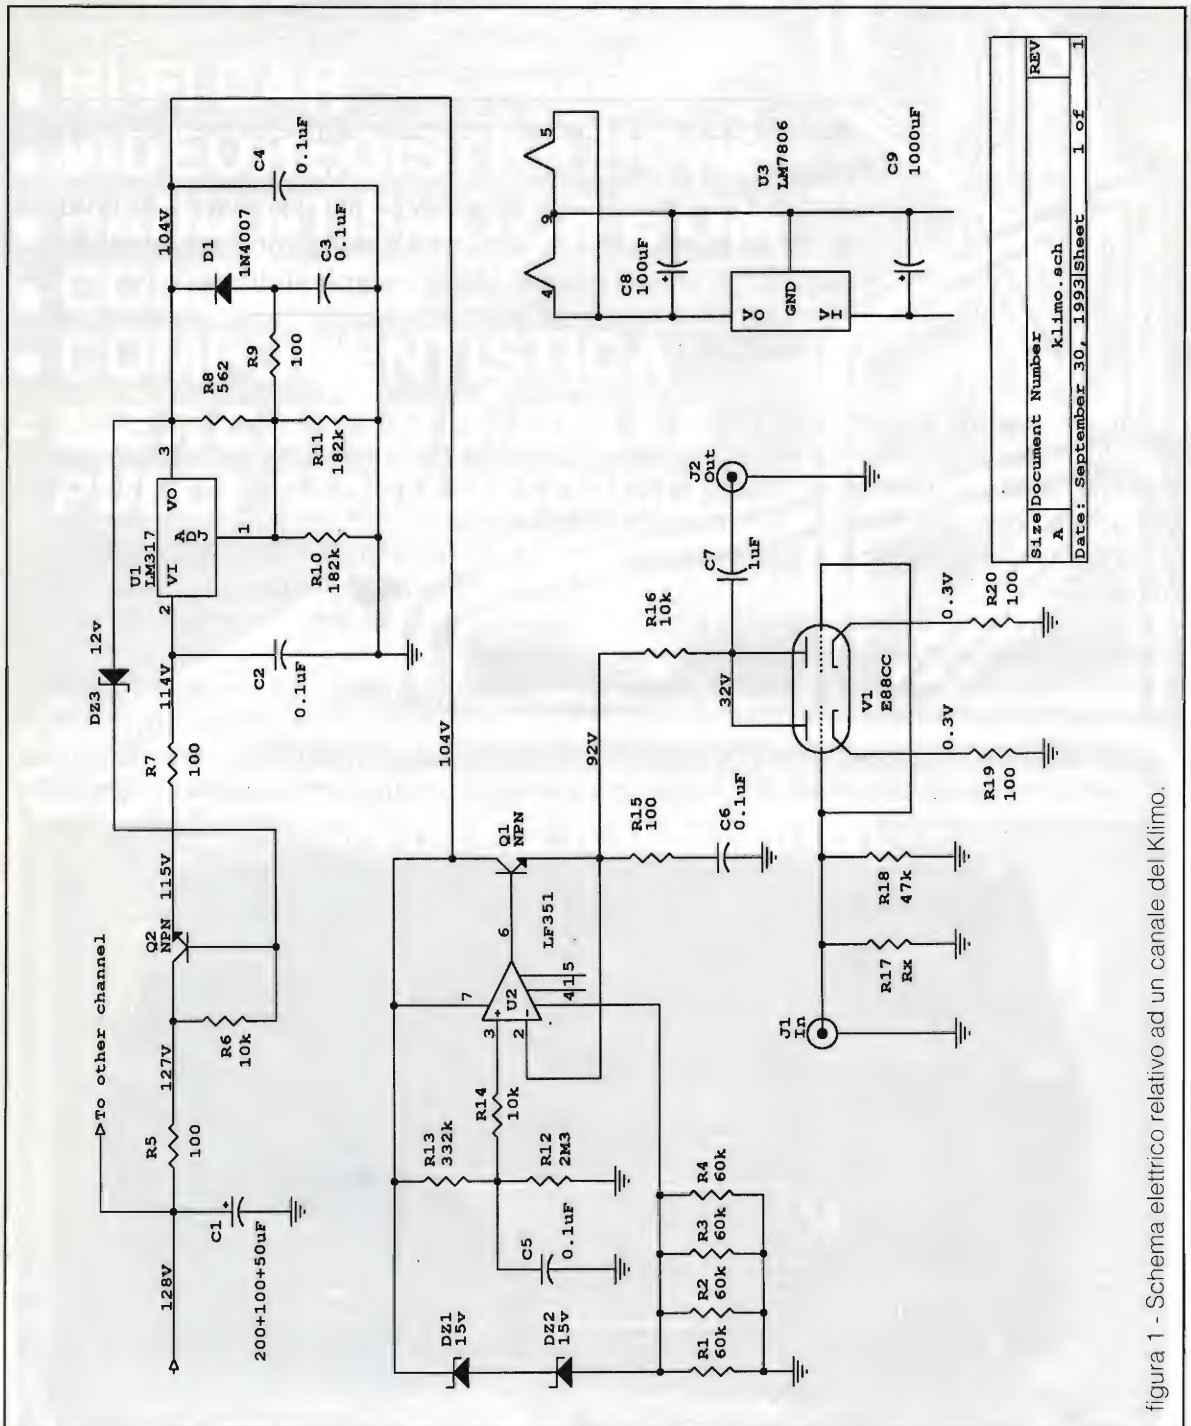 To other channel
128V
C1
200+100+50uF
R5
100
127V
R6
10k
Q2
NPN
115V
R7
100
DZ3
12v
114V
C2
0.1uF
2
U1
LM317
VI
VO
ADJ
1
3
R10
182k
R11
182k
R8
562
R9
100
D1
1N4007
C3
0.1uF
104V
C4
0.1uF
104V
DZ1
15v
DZ2
15v
R13
332k
R12
2M3
C5
0.1uF
R14
10k
3
2
+
-
7
4
1
5
U2
6
LF351
Q1
NPN
R1
60k
R2
60k
R3
60k
R4
60k
R15
100
C6
0.1uF
92V
R16
10k
32V
C7
1uF
J2
Out
J1
In
R17
Rx
R18
47k
V1
E88CC
0.3V
R19
100
0.3V
R20
100
4
9
5
C8
100uF
VO
GND
VI
U3
LM7806
C9
1000uF
Size Document Number REV
A klimo.sch
Date: September 30, 1993 Sheet 1 of 1
figura 1 - Schema elettrico relativo ad un canale del Klimo.